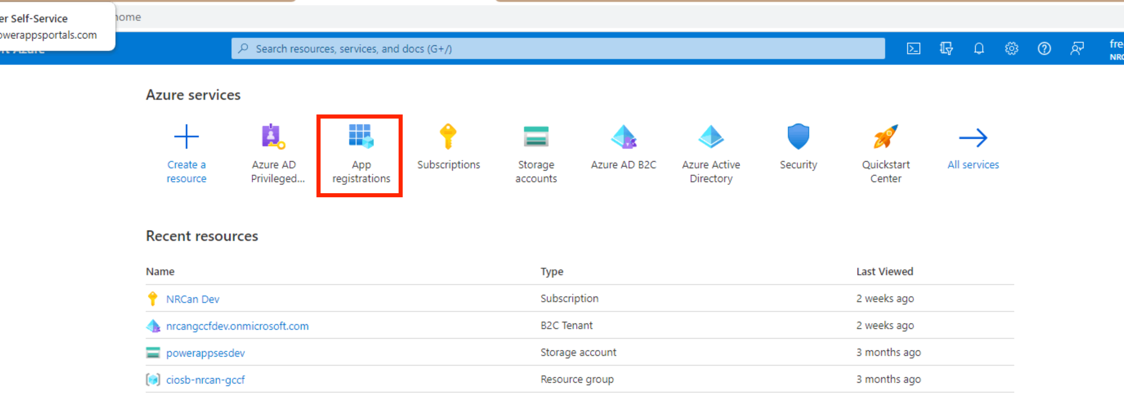 er Self-Service
owerappsportals.com
home
t Azure
Search resources, services, and docs (G+/)
fre
NRC
Azure services
Create a
resource
Azure AD
Privileged...
App
registrations
Subscriptions
Storage
accounts
Azure AD B2C
Azure Active
Directory
Security
Quickstart
Center
All services
Recent resources
Name Type Last Viewed
NRCan Dev Subscription 2 weeks ago
nrcangccfdev.onmicrosoft.com B2C Tenant 2 weeks ago
powerappsesdev Storage account 3 months ago
ciosb-nrcan-gccf Resource group 3 months ago